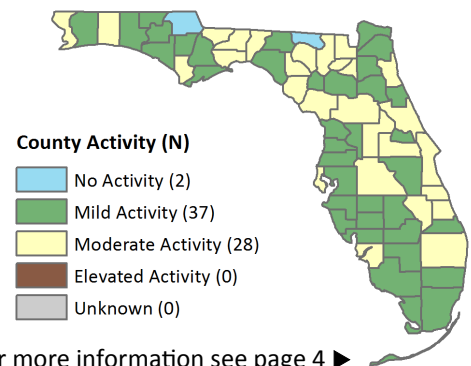 County Activity (N)
No Activity (2)
Mild Activity (37)
Moderate Activity (28)
Elevated Activity (0)
Unknown (0)
r more information see page 4 ▶